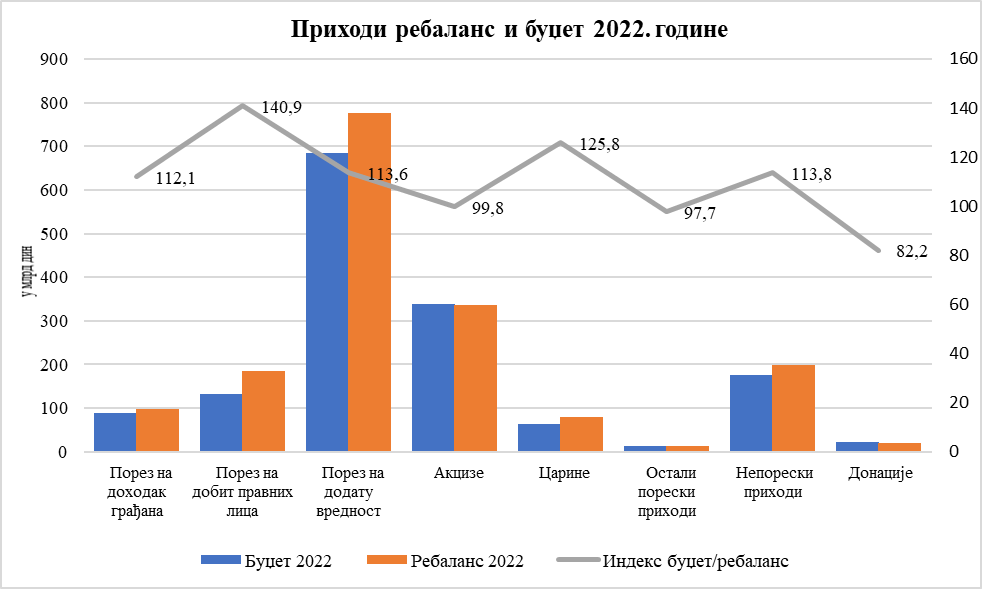 Приходи ребаланс и буџет 2022. године
900
800
700
600
500
400
300
200
100
0
у млрд дин
160
140
120
100
80
60
40
20
0
112,1
140,9
113,6
99,8
125,8
97,7
113,8
82,2
Порез на
доходак
грађана
Порез на
добит правних
лица
Порез на
додату
вредност
Акцизе
Царине
Остали
порески
приходи
Непорески
приходи
Донације
Буџет 2022
Ребаланс 2022
Индекс буџет/ребаланс